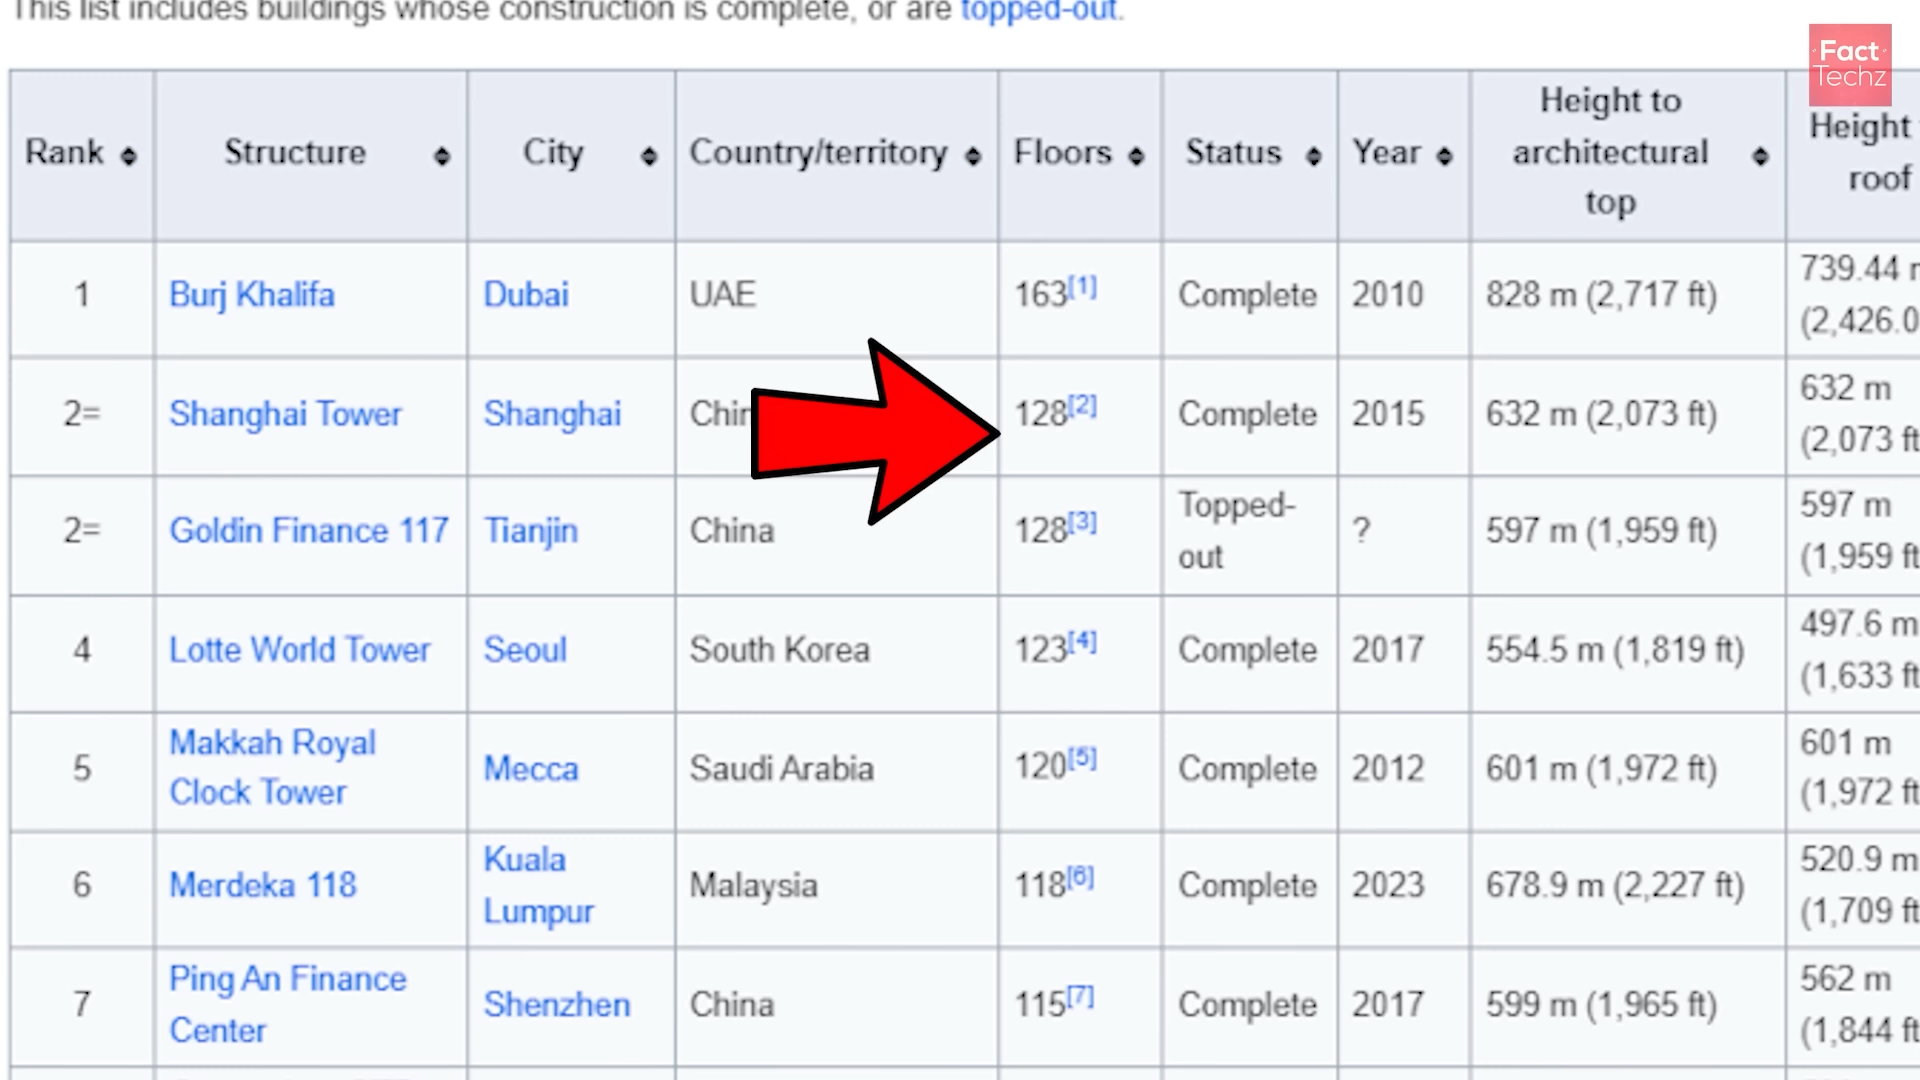 This list includes buildings whose construction is complete, or are topped-out.
Fact
Techz
Rank Structure City Country/territory Floors Status Year Height to architectural top Height roof
1 Burj Khalifa Dubai UAE 163[1] Complete 2010 828 m (2,717 ft) 739.44 (2,426.0
2= Shanghai Tower Shanghai 128[2] Complete 2015 632 m (2,073 ft) 632 m (2,073 ft
2= Goldin Finance 117 Tianjin China 128[3] Topped-out ? 597 m (1,959 ft) 597 m (1,959 ft
4 Lotte World Tower Seoul South Korea 123[4] Complete 2017 554.5 m (1,819 ft) 497.6 m (1,633 ft
5 Makkah Royal Clock Tower Mecca Saudi Arabia 120[5] Complete 2012 601 m (1,972 ft) 601 m (1,972 ft
6 Merdeka 118 Kuala Lumpur Malaysia 118[6] Complete 2023 678.9 m (2,227 ft) 520.9 m (1,709 ft
7 Ping An Finance Center Shenzhen China 115[7] Complete 2017 599 m (1,965 ft) 562 m (1,844 ft